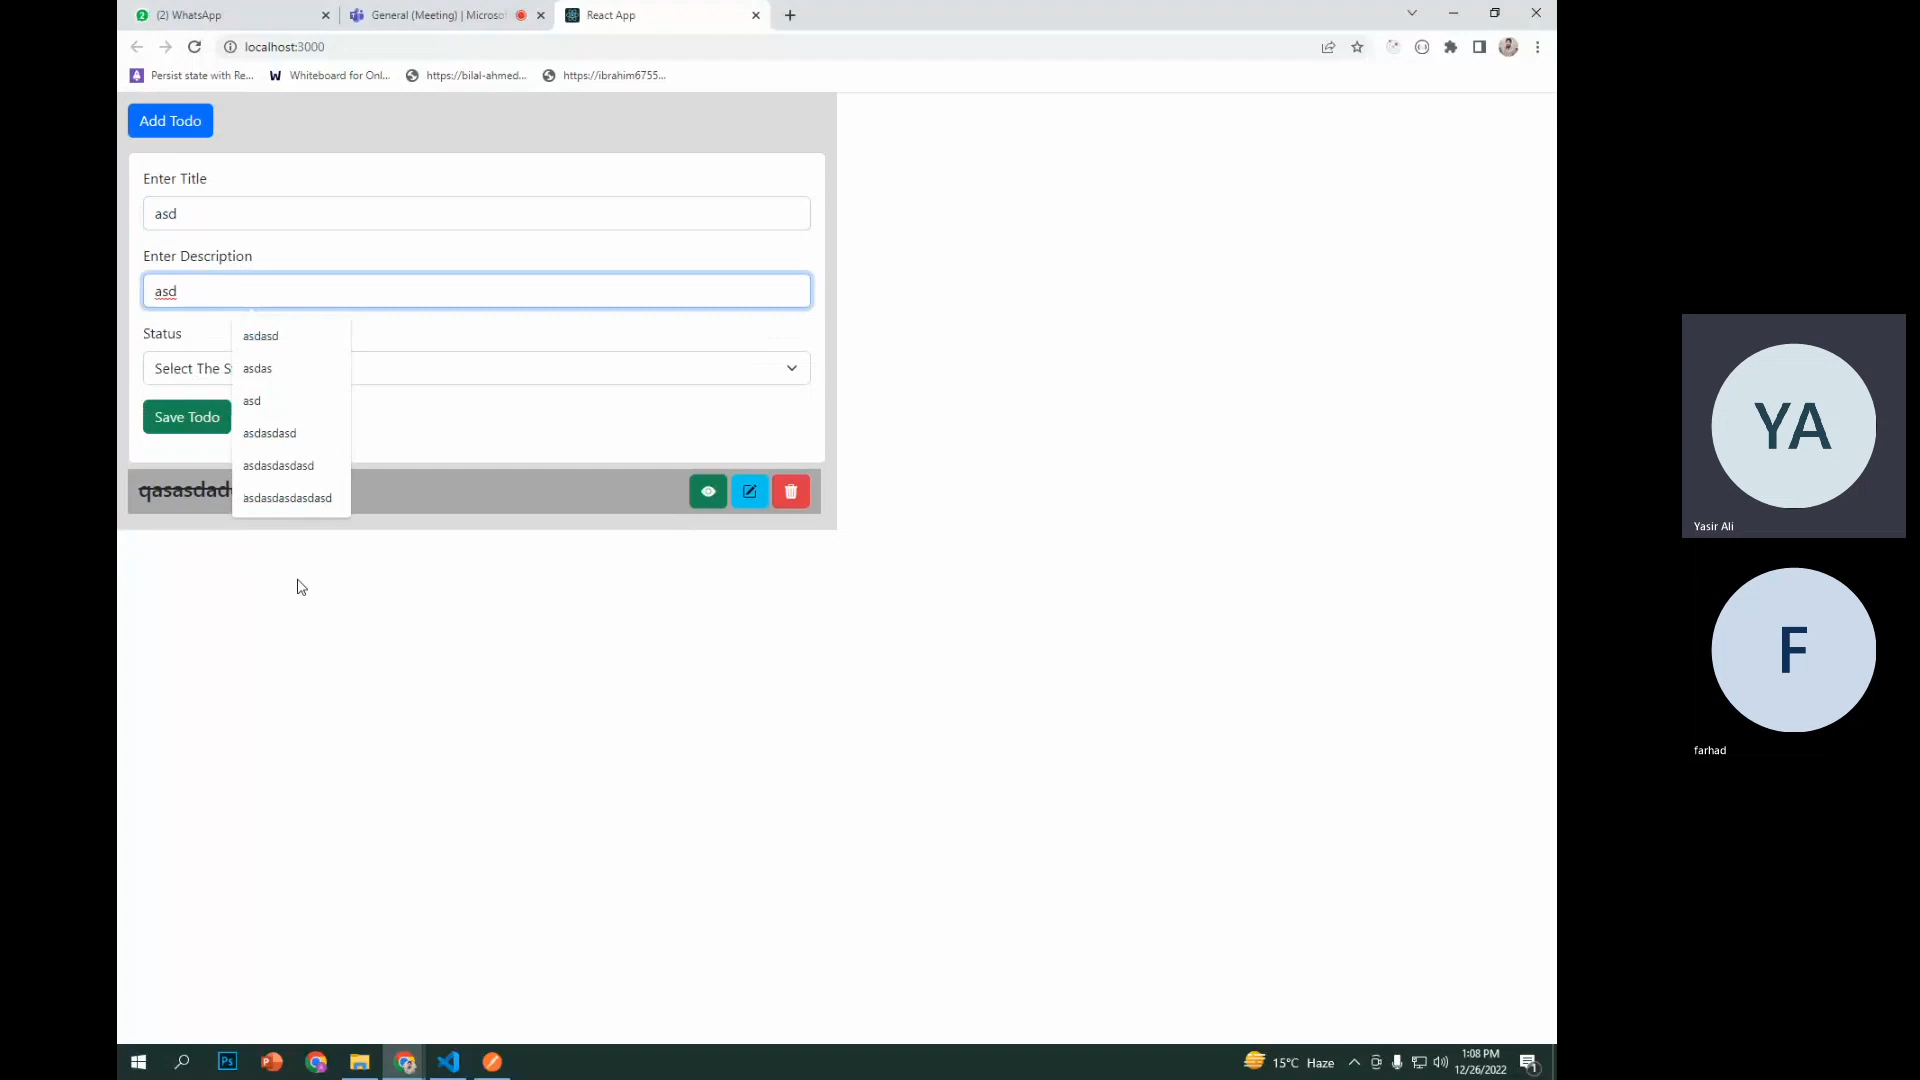 (2) WhatsApp
General (Meeting) | Microso
React App
localhost:3000
Persist state with Re...
W Whiteboard for Onl...
https://bilal-ahmed...
https://ibrahim6755...
Add Todo
Enter Title
asd
Enter Description
asd
Status
Select The S
asdasd
asdas
asd
asdasdasd
asdasdasdasd
asdasdasdasdasd
Save Todo
qasasdad
YA
Yasir Ali
F
farhad
Ps
15°C Haze
1:08 PM
12/26/2022
1